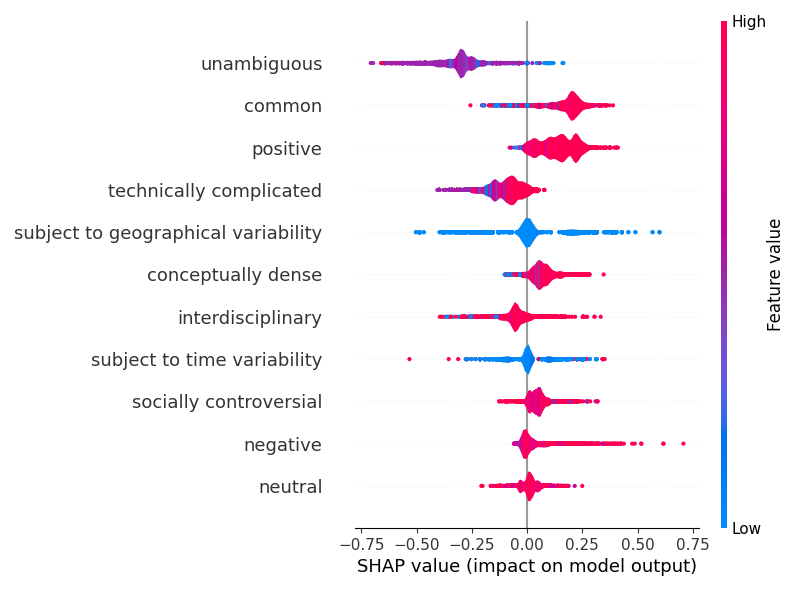 High
unambiguous
common
positive
technically complicated
subject to geographical variability
conceptually dense
interdisciplinary
subject to time variability
socially controversial
negative
neutral
Feature value
Low
−0.75 −0.50 −0.25 0.00 0.25 0.50 0.75
SHAP value (impact on model output)